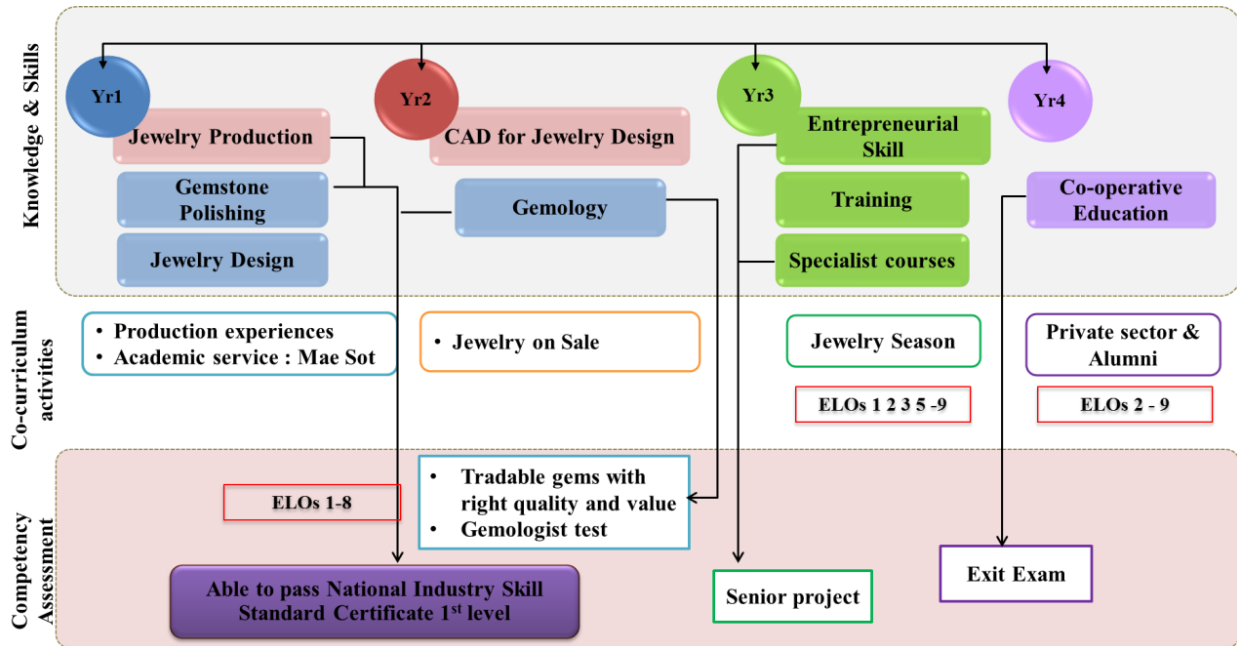 Knowledge & Skills
Yr1
Yr2
Yr3
Yr4
Jewelry Production
CAD for Jewelry Design
Entrepreneurial
Skill
Gemstone
Polishing
Gemology
Training
Co-operative
Education
Jewelry Design
Specialist courses
Co-curriculum
activities
• Production experiences
• Academic service : Mae Sot
• Jewelry on Sale
Jewelry Season
Private sector &
Alumni
ELOs 1 2 3 5 -9
ELOs 2 - 9
Competency
Assessment
ELOs 1-8
• Tradable gems with
right quality and value
• Gemologist test
Able to pass National Industry Skill
Standard Certificate 1st level
Senior project
Exit Exam